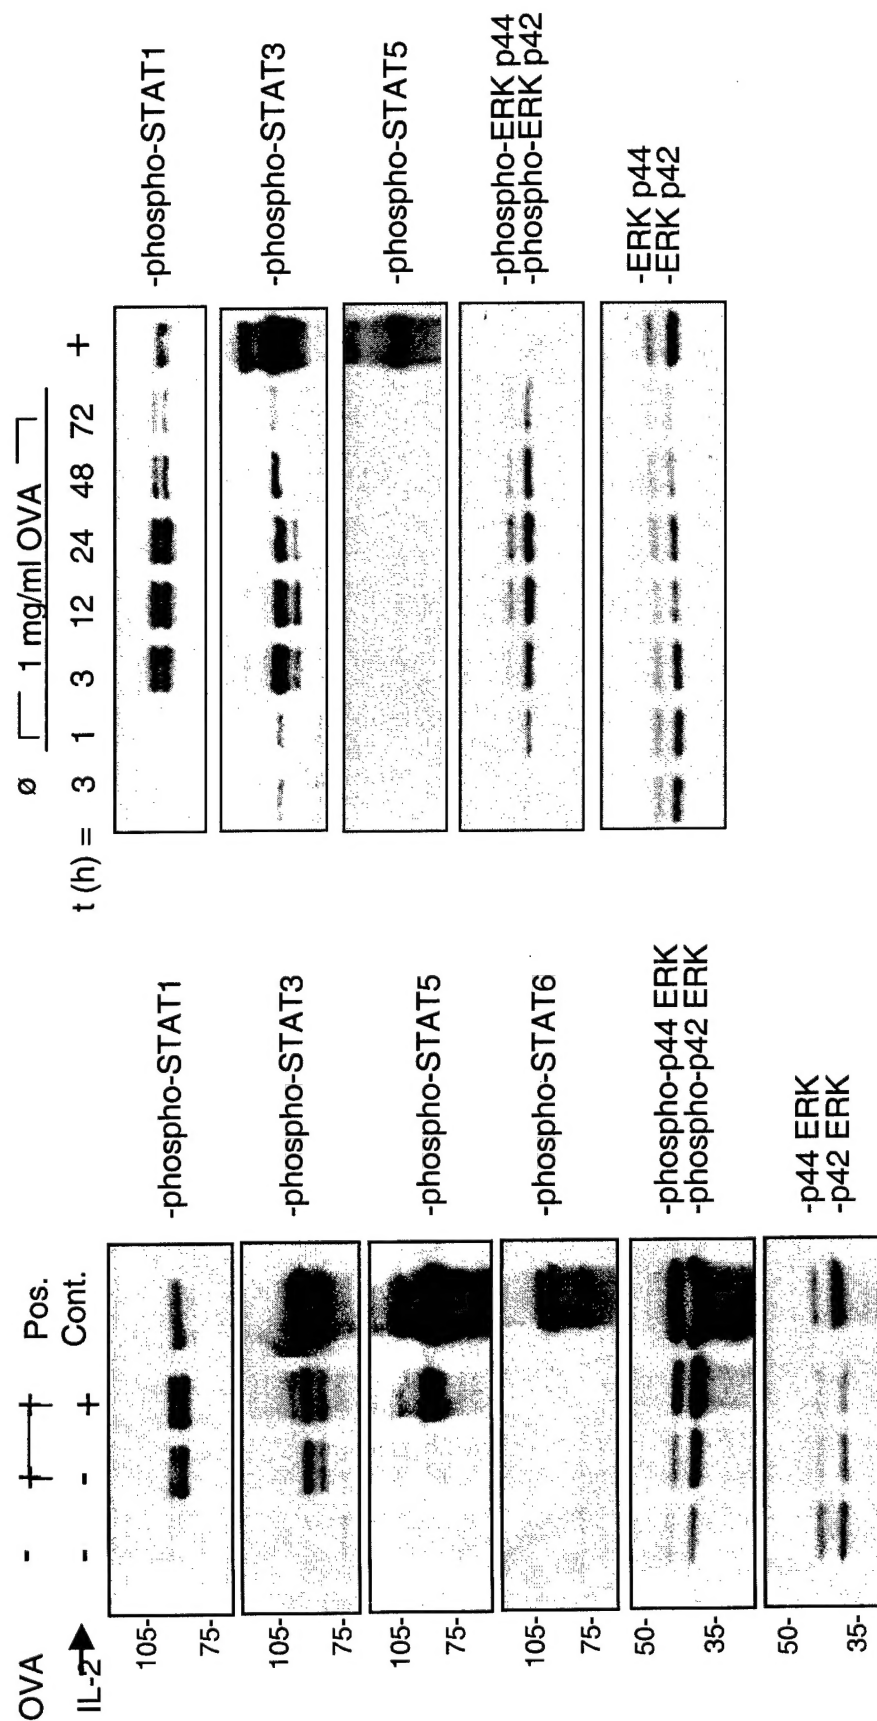 OVA - + + Pos.
IL-2 - - + Cont.
105-
75-
-phospho-STAT1
105-
75-
-phospho-STAT3
105-
75-
-phospho-STAT5
105-
75-
-phospho-STAT6
50-
35-
-phospho-p44 ERK
-phospho-p42 ERK
50-
35-
-p44 ERK
-p42 ERK
ø 1 mg/ml OVA
t (h) = 3 1 3 12 24 48 72 +
-phospho-STAT1
-phospho-STAT3
-phospho-STAT5
-phospho-ERK p44
-phospho-ERK p42
-ERK p44
-ERK p42